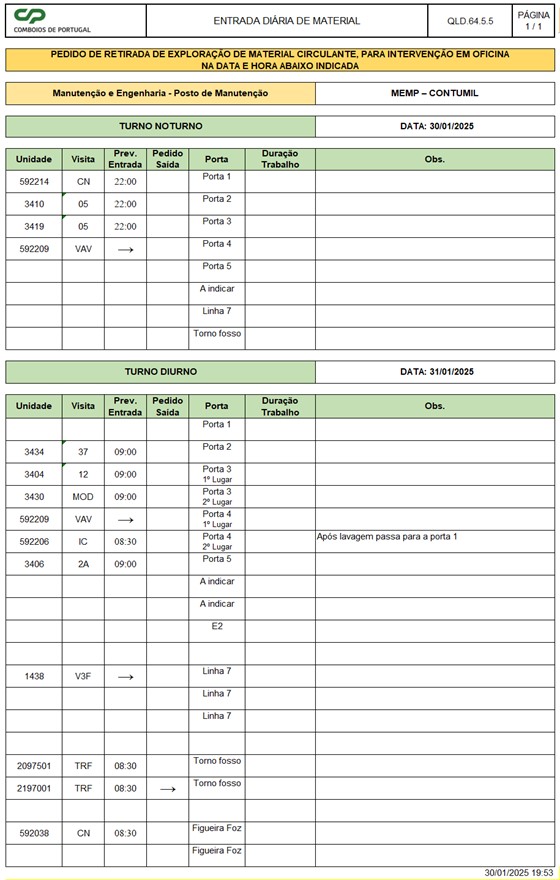 CP
COMBOIOS DE PORTUGAL
ENTRADA DIÁRIA DE MATERIAL
QLD.64.5.5
PÁGINA
1 / 1
PEDIDO DE RETIRADA DE EXPLORAÇÃO DE MATERIAL CIRCULANTE, PARA INTERVENÇÃO EM OFICINA
NA DATA E HORA ABAIXO INDICADA
Manutenção e Engenharia - Posto de Manutenção MEMP – CONTUMIL
TURNO NOTURNO DATA: 30/01/2025
Unidade Visita Prev. Entrada Pedido Saída Porta Duração Trabalho Obs.
592214 CN 22:00 Porta 1
3410 05 22:00 Porta 2
3419 05 22:00 Porta 3
592209 VAV → Porta 4
Porta 5
A indicar
Linha 7
Torno fosso
TURNO DIURNO DATA: 31/01/2025
Unidade Visita Prev. Entrada Pedido Saída Porta Duração Trabalho Obs.
Porta 1
3434 37 09:00 Porta 2
3404 12 09:00 Porta 3 1º Lugar
3430 MOD 09:00 Porta 3 2º Lugar
592209 VAV → Porta 4 1º Lugar
592206 IC 08:30 Porta 4 2º Lugar Após lavagem passa para a porta 1
3406 2A 09:00 Porta 5
A indicar
A indicar
E2
1438 V3F → Linha 7
Linha 7
Linha 7
2097501 TRF 08:30 Torno fosso
2197001 TRF 08:30 → Torno fosso
592038 CN 08:30 Figueira Foz
Figueira Foz
30/01/2025 19:53